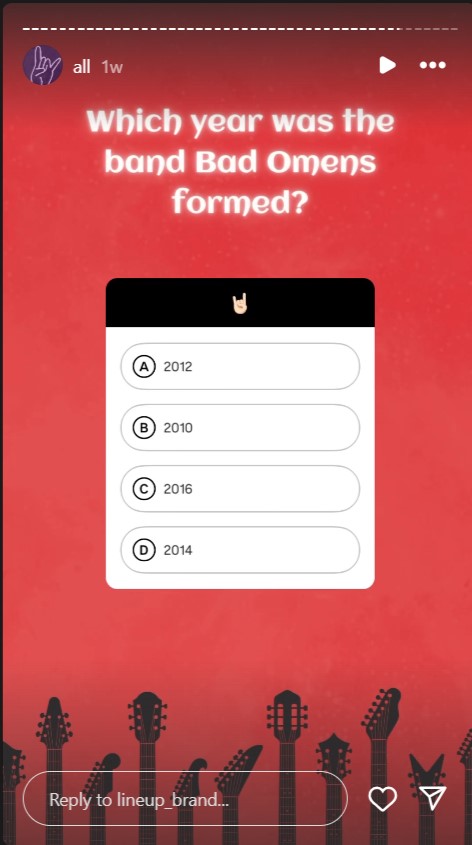 all 1w
Which year was the
band Bad Omens
formed?
A 2012
B 2010
C 2016
D 2014
Reply to lineup_brand...